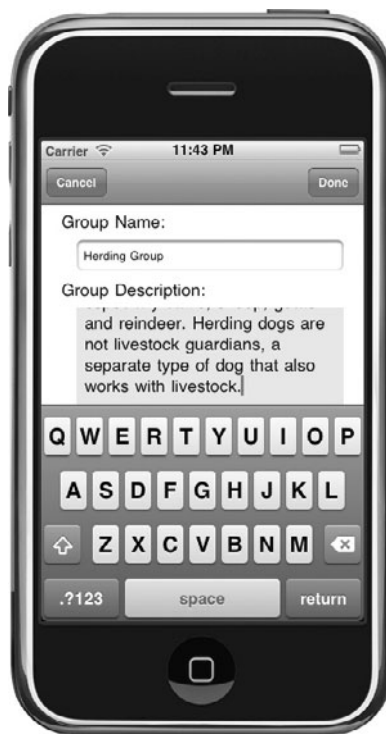 Carrier 11:43 PM
Cancel Done
Group Name:
Herding Group
Group Description:
and reindeer. Herding dogs are
not livestock guardians, a
separate type of dog that also
works with livestock.
Q W E R T Y U I O P
A S D F G H J K L
Z X C V B N M
.?123 space return